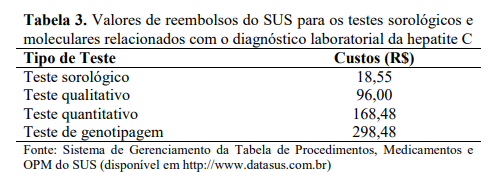 Tabela 3. Valores de reembolsos do SUS para os testes sorológicos e
moleculares relacionados com o diagnóstico laboratorial da hepatite C
Tipo de Teste Custos (R$)
Teste sorológico 18,55
Teste qualitativo 96,00
Teste quantitativo 168,48
Teste de genotipagem 298,48
Fonte: Sistema de Gerenciamento da Tabela de Procedimentos, Medicamentos e
OPM do SUS (disponível em http://www.datasus.com.br)